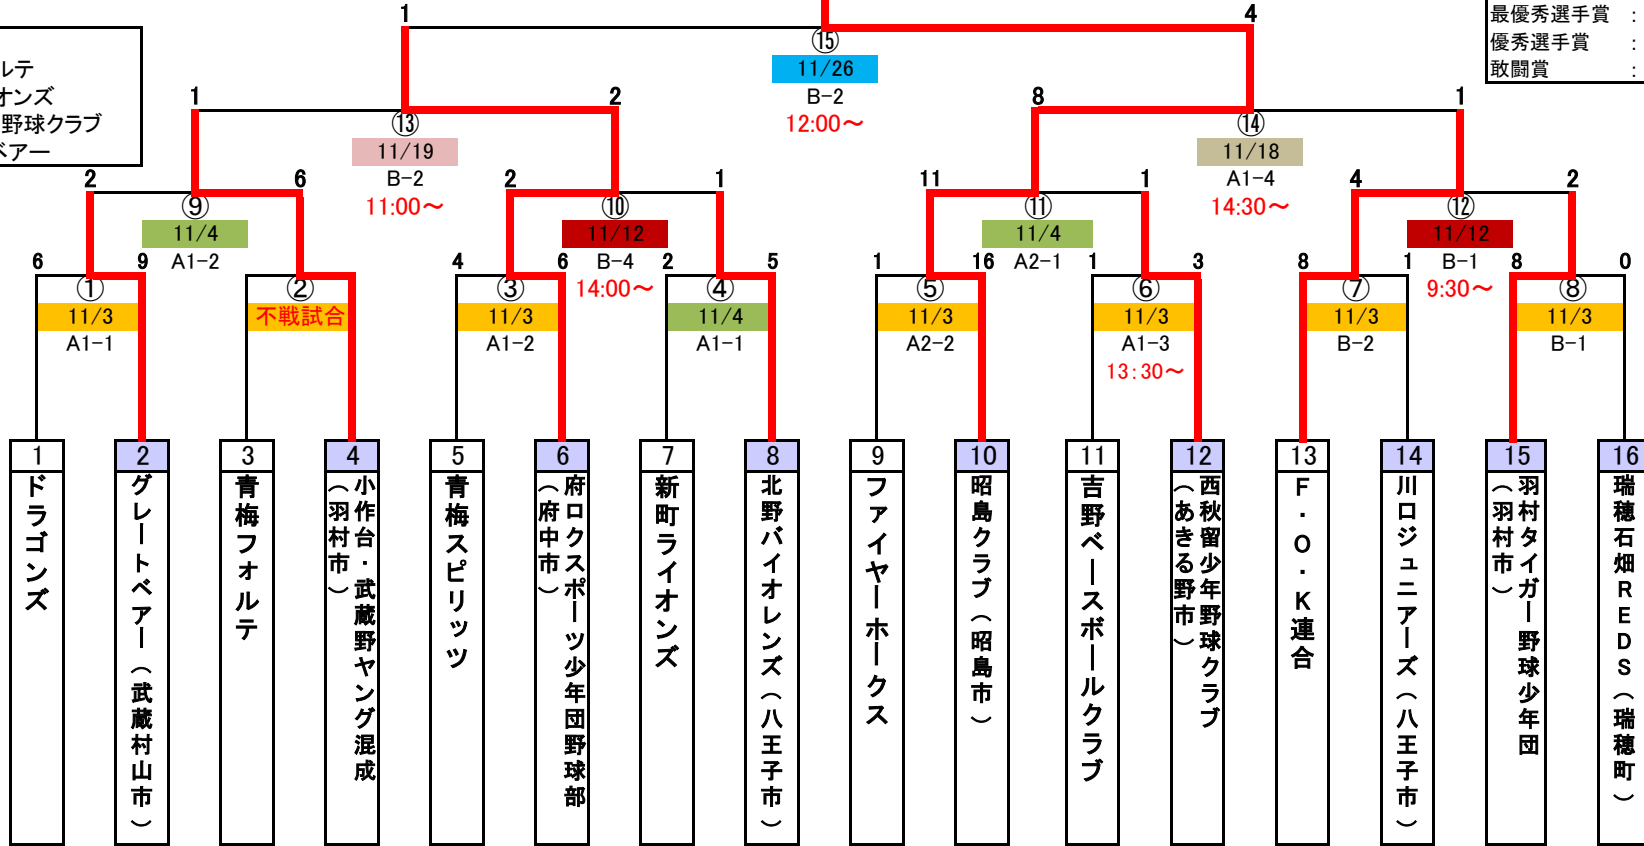 1
4
⑮
11/26
B-2
12:00～
最優秀選手賞 :
優秀選手賞 :
敢闘賞 :
ルテ
オンズ
野球クラブ
ベアー
1
2
⑬
11/19
B-2
11:00～
8
1
⑭
11/18
A1-4
14:30～
2
6
⑨
11/4
A1-2
2
1
⑩
11/12
B-4
14:00～
11
1
⑪
11/4
A2-1
4
2
⑫
11/12
B-1
9:30～
6
9
①
11/3
A1-1
②
不戦試合
4
6
③
11/3
A1-2
2
5
④
11/4
A1-1
1
16
⑤
11/3
A2-2
1
3
⑥
11/3
A1-3
13:30～
8
1
⑦
11/3
B-2
8
0
⑧
11/3
B-1
1
ドラゴンズ
2
グレートベアー（武蔵村山市）
3
青梅フォルテ
4
小作台・武蔵野ヤング混成
（羽村市）
5
青梅スピリッツ
6
府ロクスポーツ少年団野球部
（府中市）
7
新町ライオンズ
8
北野バイオレンズ（八王子市）
9
ファイヤーホークス
10
昭島クラブ（昭島市）
11
吉野ベースボールクラブ
12
西秋留少年野球クラブ
（あきる野市）
13
F・O・K連合
14
川口ジュニアーズ（八王子市）
15
羽村タイガー野球少年団
（羽村市）
16
瑞穂石畑REDS（瑞穂町）